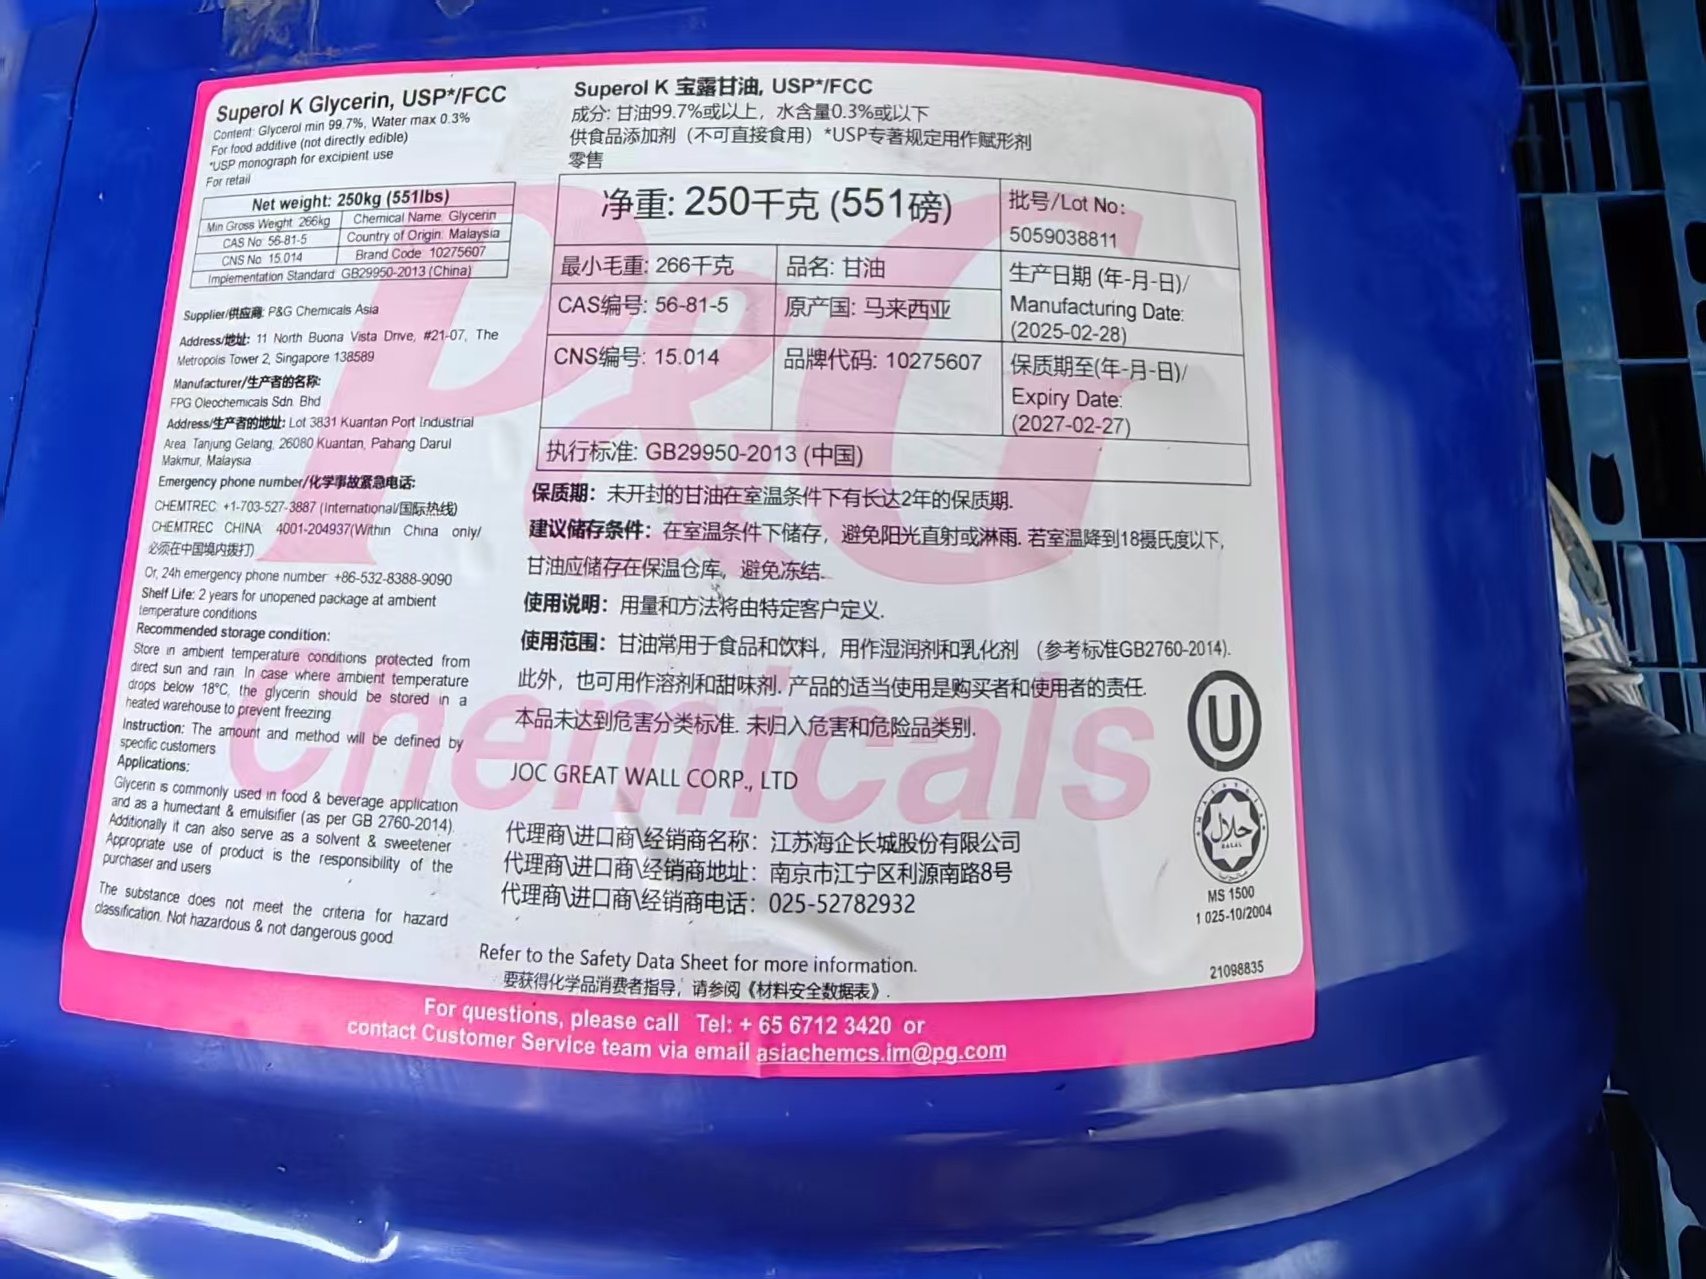 Superol K Glycerin, USP*/FCC
Content: Glycerol min 99.7%, Water max 0.3%
For food additive (not directly edible)
*USP monograph for excipient use
For retail
Net weight: 250kg (551lbs)
Min Gross Weight: 266kg
Chemical Name: Glycerin
CAS No: 56-81-5
Country of Origin: Malaysia
CNS No: 15.014
Brand Code: 10275607
Implementation Standard: GB29950-2013 (China)
Supplier/供应商: P&G Chemicals Asia
Address/地址: 11 North Buona Vista Drive, #21-07, The
Metropolis Tower 2, Singapore 138589
Manufacturer/生产者的名称:
FPG Oleochemicals Sdn. Bhd
Address/生产者的地址: Lot 3831 Kuantan Port Industrial
Area, Tanjung Gelang, 26080 Kuantan, Pahang Darul
Makmur, Malaysia
Emergency phone number/化学事故紧急电话:
CHEMTREC: +1-703-527-3887 (International/国际热线)
CHEMTREC CHINA: 4001-204937(Within China only/
必须在中国境内拨打)
Or, 24h emergency phone number: +86-532-8388-9090
Shelf Life: 2 years for unopened package at ambient
temperature conditions
Recommended storage condition:
Store in ambient temperature conditions protected from
direct sun and rain. In case where ambient temperature
drops below 18°C, the glycerin should be stored in a
heated warehouse to prevent freezing
Instruction: The amount and method will be defined by
specific customers
Applications:
Glycerin is commonly used in food & beverage application
and as a humectant & emulsifier (as per GB 2760-2014).
Additionally it can also serve as a solvent & sweetener
Appropriate use of product is the responsibility of the
purchaser and users
The substance does not meet the criteria for hazard
classification. Not hazardous & not dangerous good.
Superol K 宝露甘油, USP*/FCC
成分: 甘油99.7%或以上，水含量0.3%或以下
供食品添加剂（不可直接食用）*USP专著规定用作赋形剂
零售
净重: 250千克 (551磅)
批号/Lot No:
5059038811
最小毛重: 266千克
品名: 甘油
生产日期 (年-月-日)/
Manufacturing Date:
(2025-02-28)
CAS编号: 56-81-5
原产国: 马来西亚
CNS编号: 15.014
品牌代码: 10275607
保质期至(年-月-日)/
Expiry Date:
(2027-02-27)
执行标准: GB29950-2013 (中国)
保质期：未开封的甘油在室温条件下有长达2年的保质期.
建议储存条件：在室温条件下储存，避免阳光直射或淋雨. 若室温降到18摄氏度以下,
甘油应储存在保温仓库，避免冻结.
使用说明：用量和方法将由特定客户定义.
使用范围：甘油常用于食品和饮料，用作湿润剂和乳化剂 （参考标准GB2760-2014).
此外，也可用作溶剂和甜味剂. 产品的适当使用是购买者和使用者的责任.
本品未达到危害分类标准. 未归入危害和危险品类别.
JOC GREAT WALL CORP., LTD
代理商\进口商\经销商名称：江苏海企长城股份有限公司
代理商\进口商\经销商地址：南京市江宁区利源南路8号
代理商\进口商\经销商电话：025-52782932
P&G
Chemicals
U
حلال
HALAL
MS 1500
1 025-10/2004
21098835
Refer to the Safety Data Sheet for more information.
要获得化学品消费者指导，请参阅《材料安全数据表》.
For questions, please call Tel: + 65 6712 3420 or
contact Customer Service team via email asiachemcs.im@pg.com